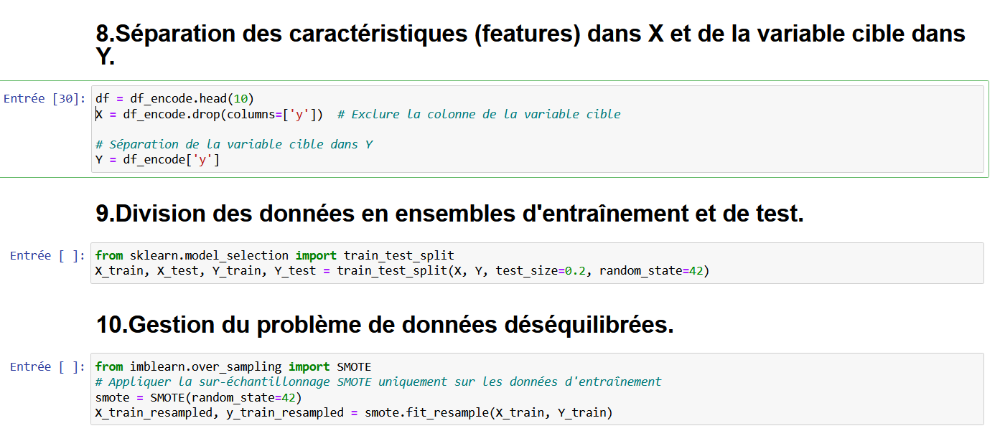 8.Séparation des caractéristiques (features) dans X et de la variable cible dans
Y.
Entrée [30]: df = df_encode.head(10)
X = df_encode.drop(columns=['y'])  # Exclure la colonne de la variable cible
# Séparation de la variable cible dans Y
Y = df_encode['y']
9.Division des données en ensembles d'entraînement et de test.
Entrée [ ]: from sklearn.model_selection import train_test_split
X_train, X_test, Y_train, Y_test = train_test_split(X, Y, test_size=0.2, random_state=42)
10.Gestion du problème de données déséquilibrées.
Entrée [ ]: from imblearn.over_sampling import SMOTE
# Appliquer la sur-échantillonnage SMOTE uniquement sur les données d'entraînement
smote = SMOTE(random_state=42)
X_train_resampled, y_train_resampled = smote.fit_resample(X_train, Y_train)